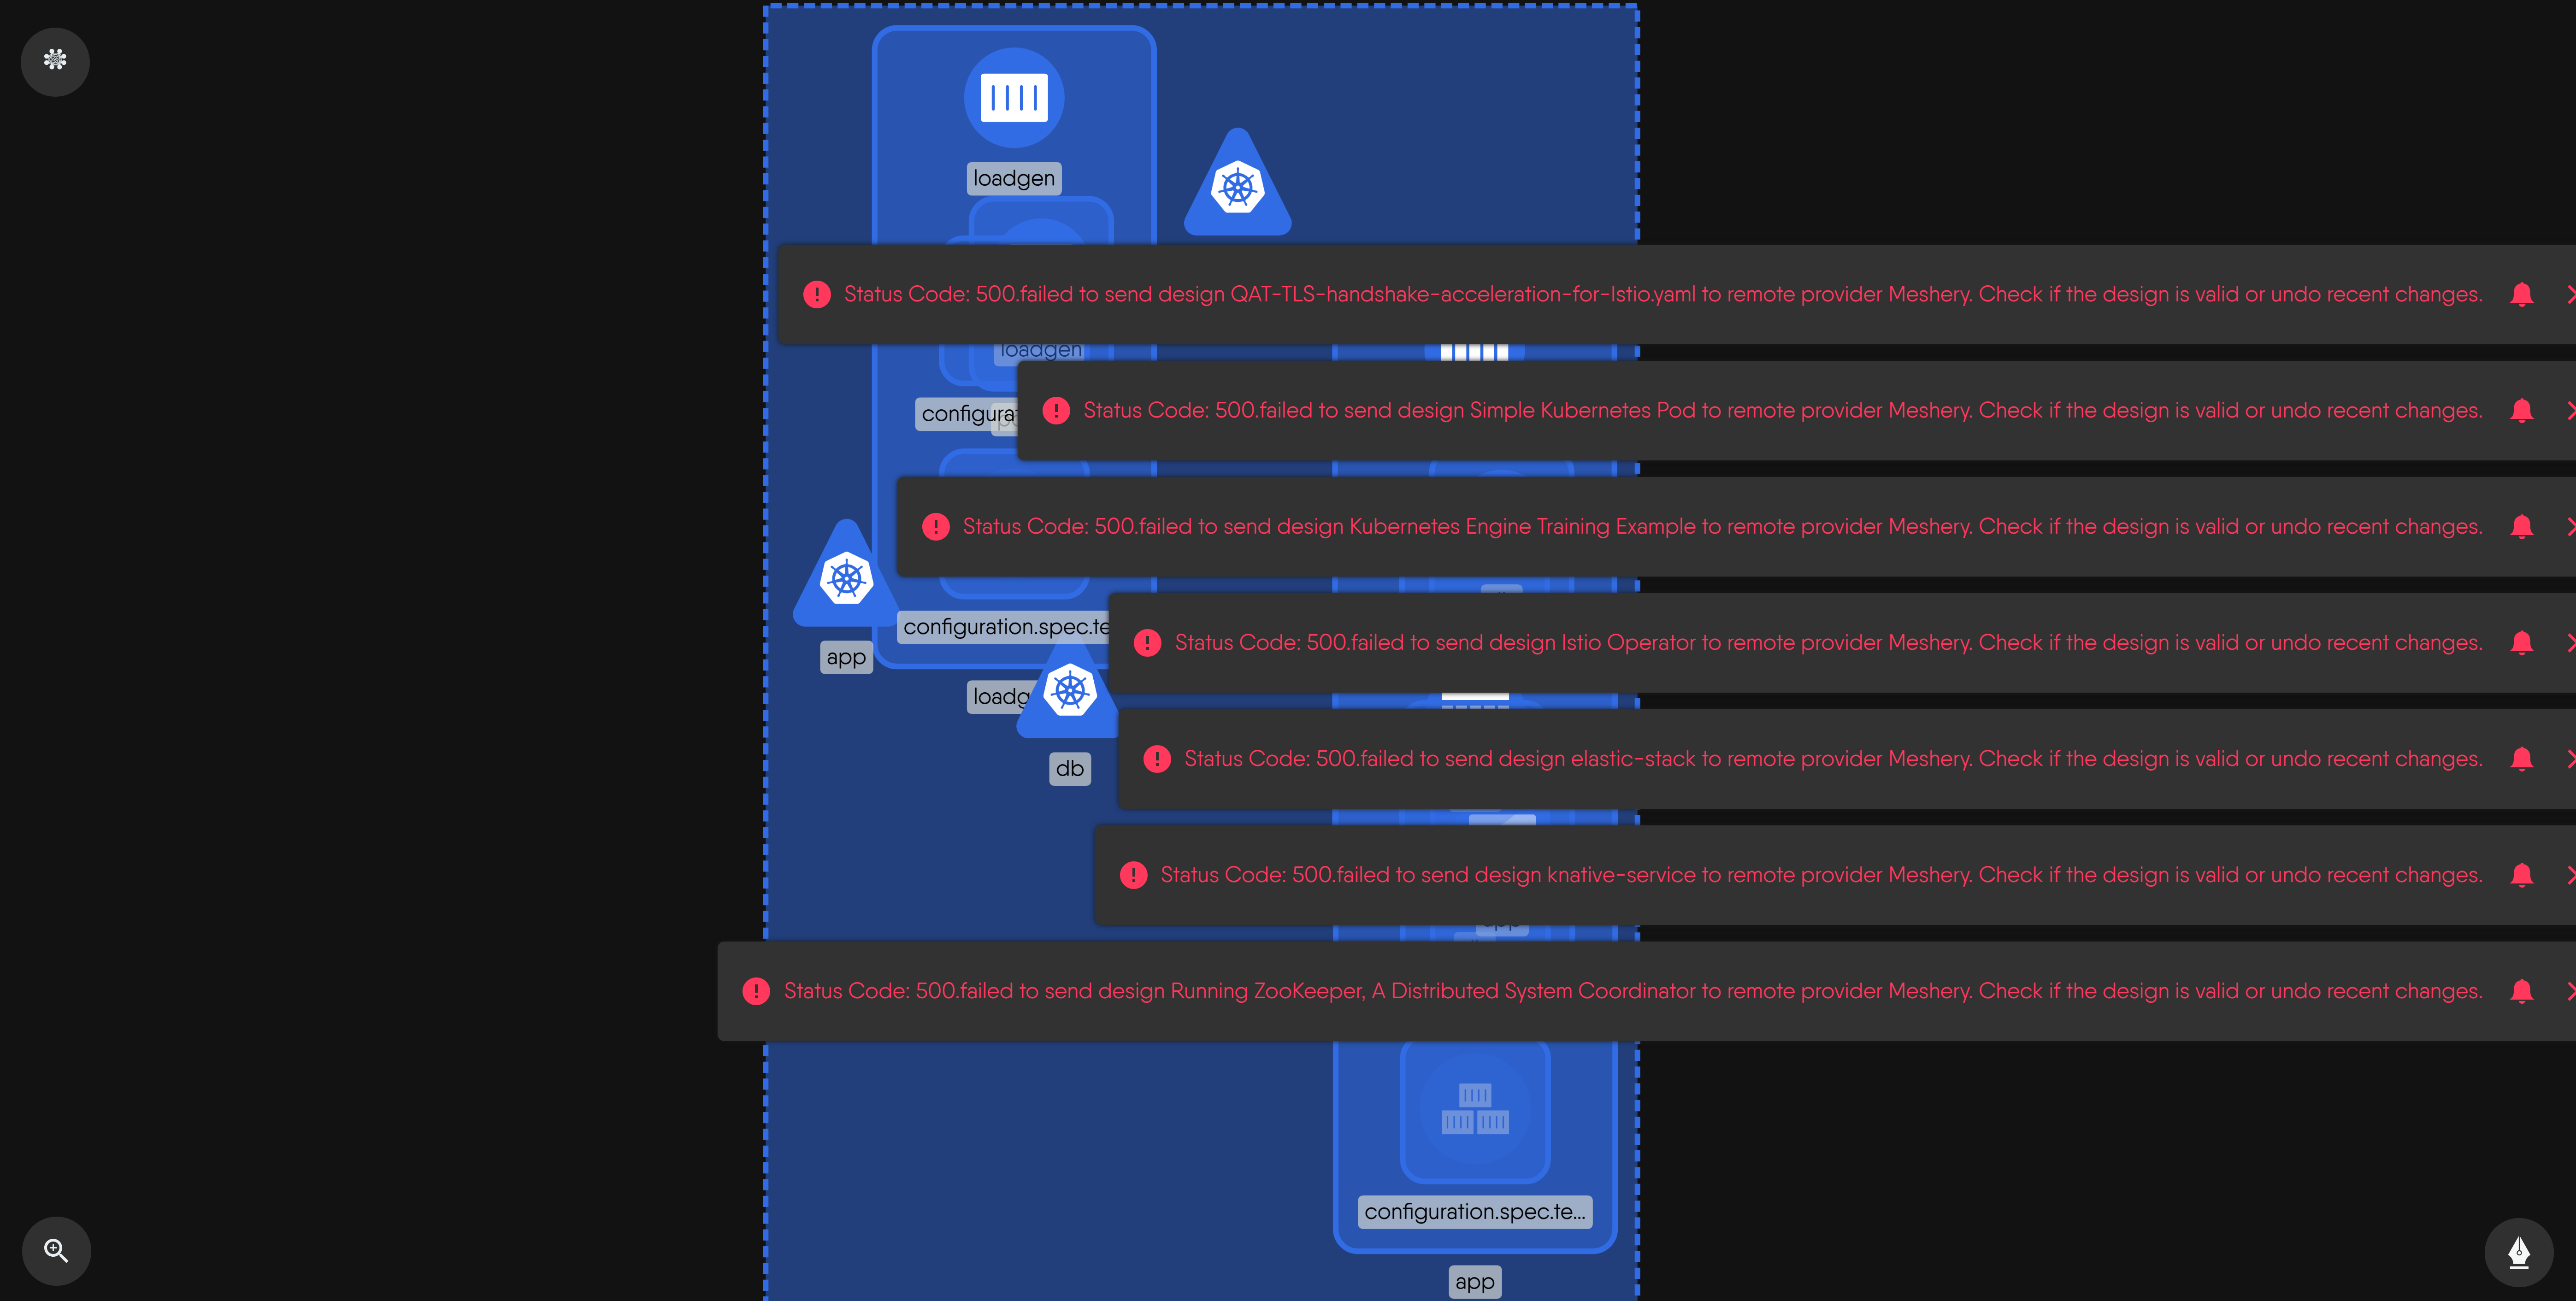 loadgen
Status Code: 500.failed to send design QAT-TLS-handshake-acceleration-for-Istio.yaml to remote provider Meshery. Check if the design is valid or undo recent changes.
loadgen
configurat
Status Code: 500.failed to send design Simple Kubernetes Pod to remote provider Meshery. Check if the design is valid or undo recent changes.
Status Code: 500.failed to send design Kubernetes Engine Training Example to remote provider Meshery. Check if the design is valid or undo recent changes.
configuration.spec.te
Status Code: 500.failed to send design Istio Operator to remote provider Meshery. Check if the design is valid or undo recent changes.
app
loadg
db
Status Code: 500.failed to send design elastic-stack to remote provider Meshery. Check if the design is valid or undo recent changes.
Status Code: 500.failed to send design knative-service to remote provider Meshery. Check if the design is valid or undo recent changes.
Status Code: 500.failed to send design Running ZooKeeper, A Distributed System Coordinator to remote provider Meshery. Check if the design is valid or undo recent changes.
configuration.spec.te...
app